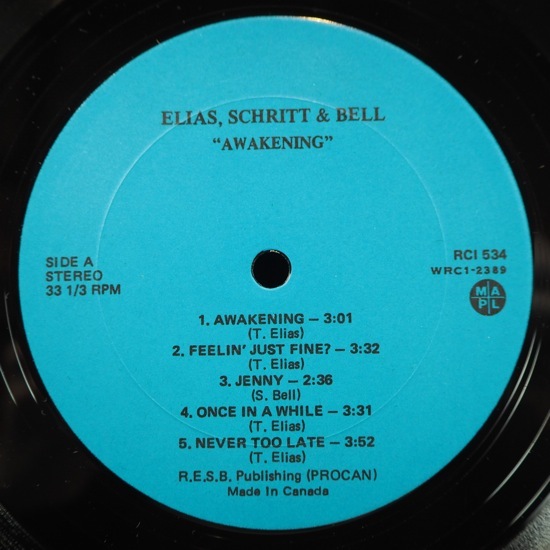 ELIAS, SCHRITT & BELL
“AWAKENING”
SIDE A
STEREO
33 1/3 RPM
RCI 534
WRC1-2389
M A
P L
1. AWAKENING – 3:01
(T. Elias)
2. FEELIN' JUST FINE? – 3:32
(T. Elias)
3. JENNY – 2:36
(S. Bell)
4. ONCE IN A WHILE – 3:31
(T. Elias)
5. NEVER TOO LATE – 3:52
(T. Elias)
R.E.S.B. Publishing (PROCAN)
Made In Canada